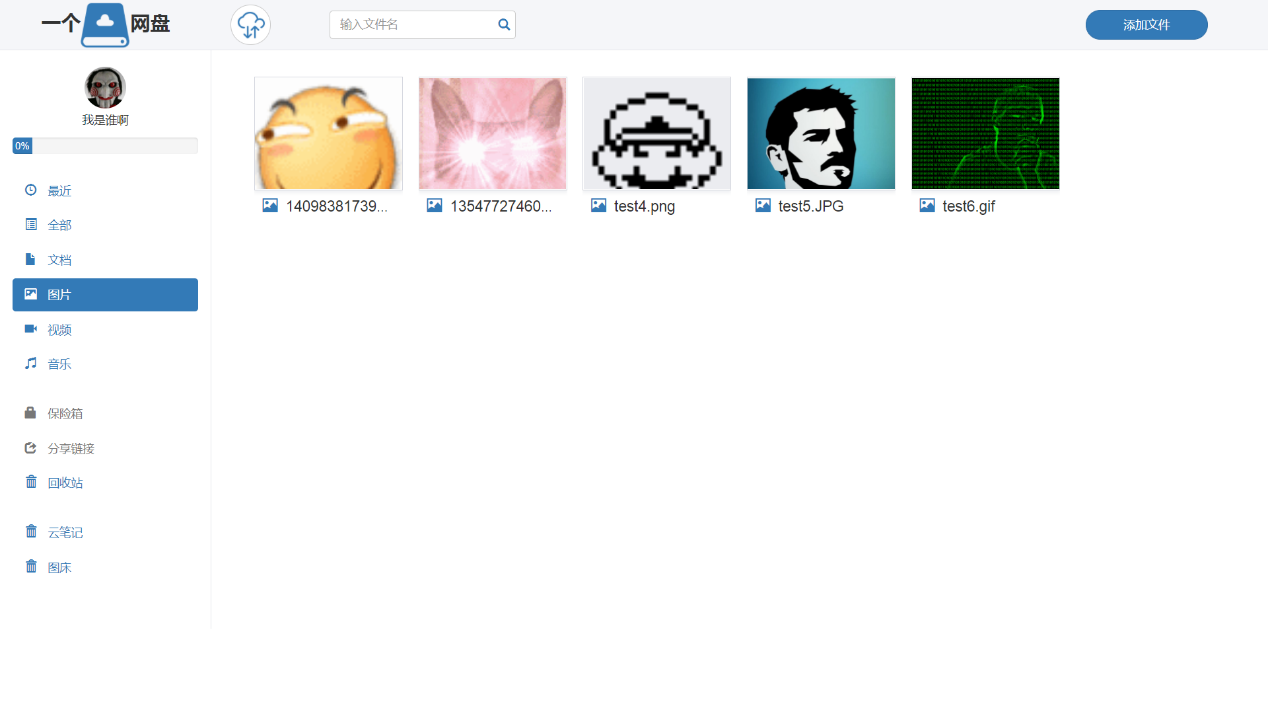 一个网盘
输入文件名
添加文件
我是谁啊
0%
最近
全部
文档
图片
视频
音乐
保险箱
分享链接
回收站
云笔记
图床
14098381739...
13547727460...
test4.png
test5.JPG
test6.gif